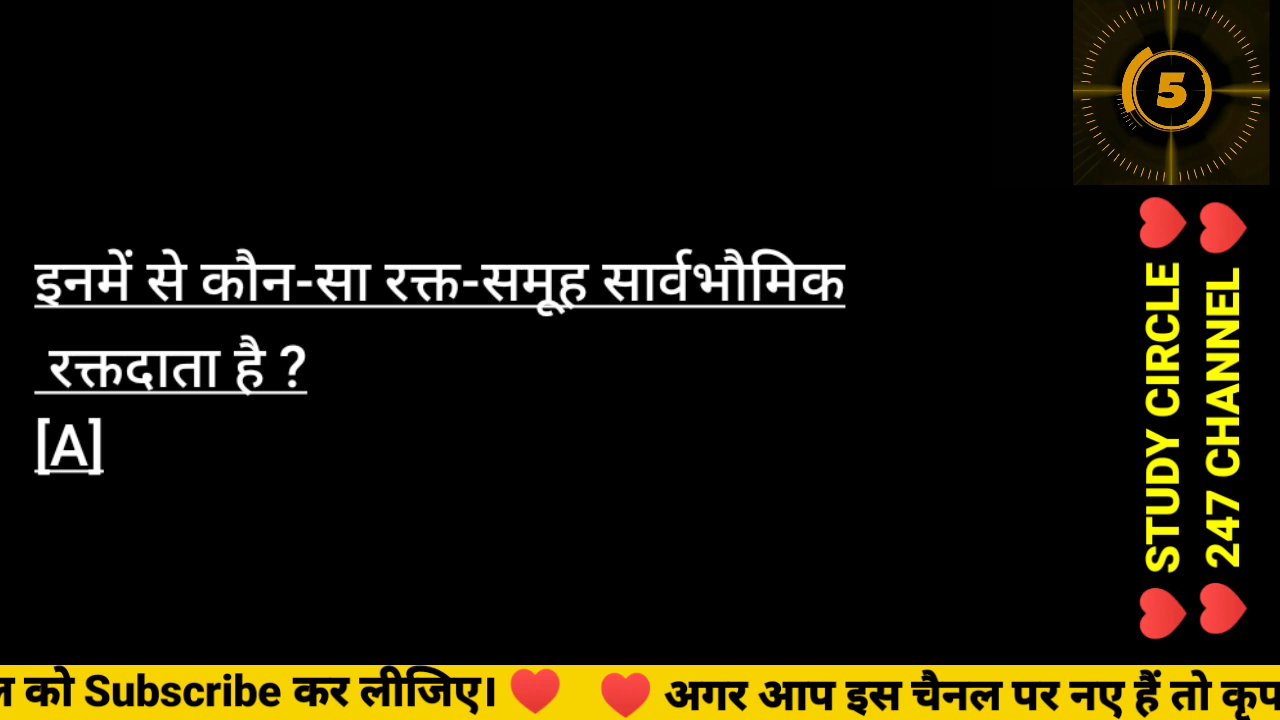 5
इनमें से कौन-सा रक्त-समूह सार्वभौमिक
रक्तदाता है ?
[A]
STUDY CIRCLE
247 CHANNEL
को Subscribe कर लीजिए। अगर आप इस चैनल पर नए हैं तो